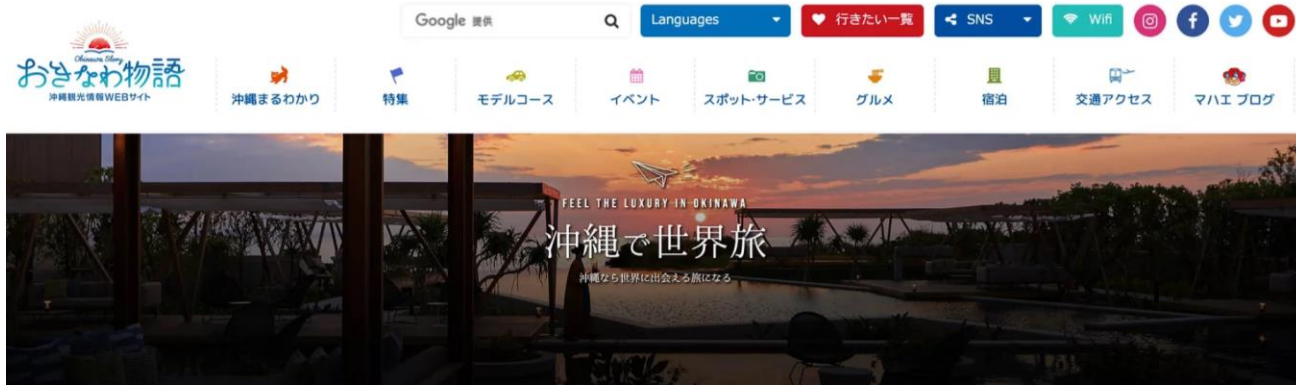 Google 提供
Languages
行きたい一覧
SNS
Wifi
Okinawa Story
おきなわ物語
沖縄観光情報WEBサイト
沖縄まるわかり
特集
モデルコース
イベント
スポット・サービス
グルメ
宿泊
交通アクセス
マハエ ブログ
FEEL THE LUXURY IN OKINAWA
沖縄で世界旅
沖縄なら世界に出会える旅になる